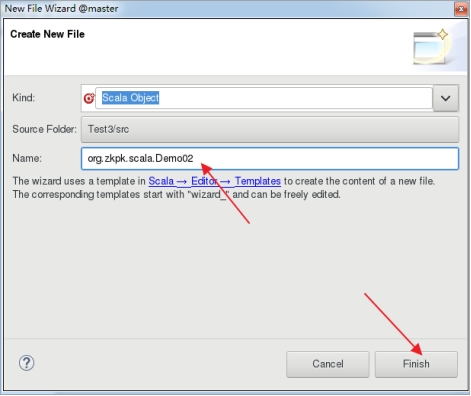 New File Wizard @master
Create New File
Kind: Scala Object
Source Folder: Test3/src
Name: org.zkpk.scala.Demo02
The wizard uses a template in Scala → Editor → Templates to create the content of a new file.
The corresponding templates start with "wizard_" and can be freely edited.
? Cancel Finish